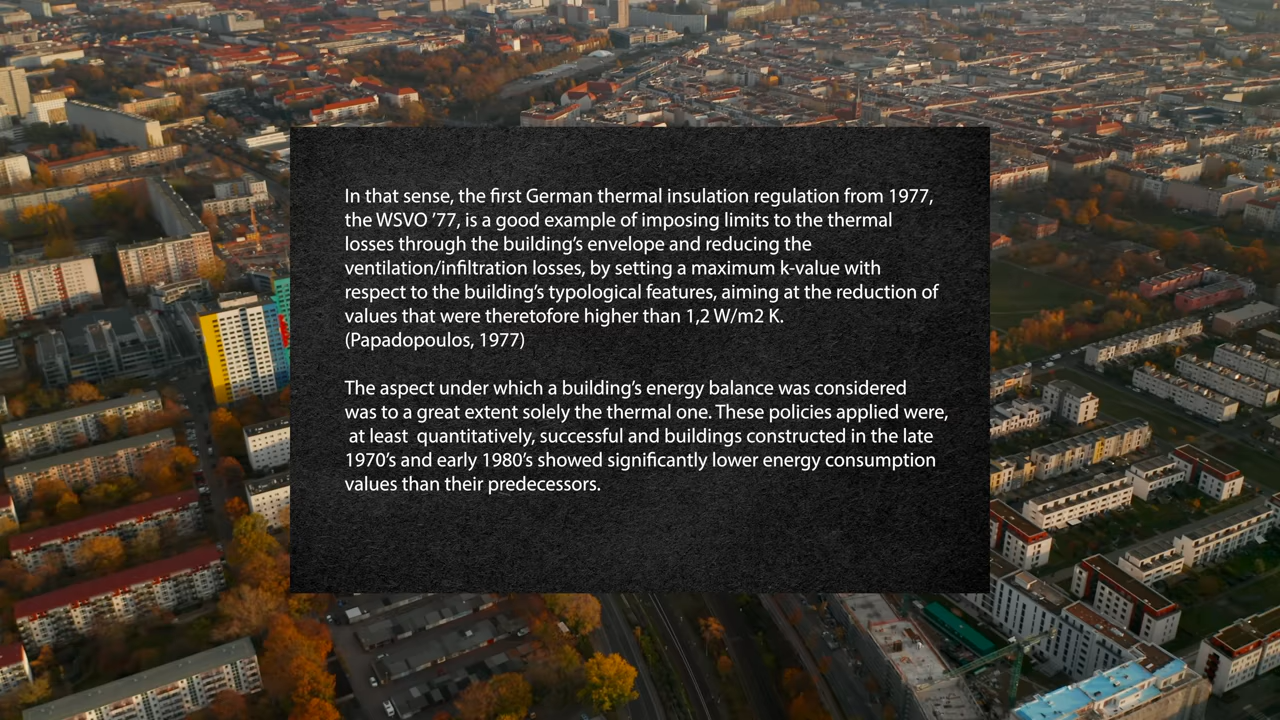 In that sense, the first German thermal insulation regulation from 1977,
the WSVO ’77, is a good example of imposing limits to the thermal
losses through the building’s envelope and reducing the
ventilation/infiltration losses, by setting a maximum k-value with
respect to the building’s typological features, aiming at the reduction of
values that were theretofore higher than 1,2 W/m2 K.
(Papadopoulos, 1977)
The aspect under which a building’s energy balance was considered
was to a great extent solely the thermal one. These policies applied were,
at least quantitatively, successful and buildings constructed in the late
1970’s and early 1980’s showed significantly lower energy consumption
values than their predecessors.